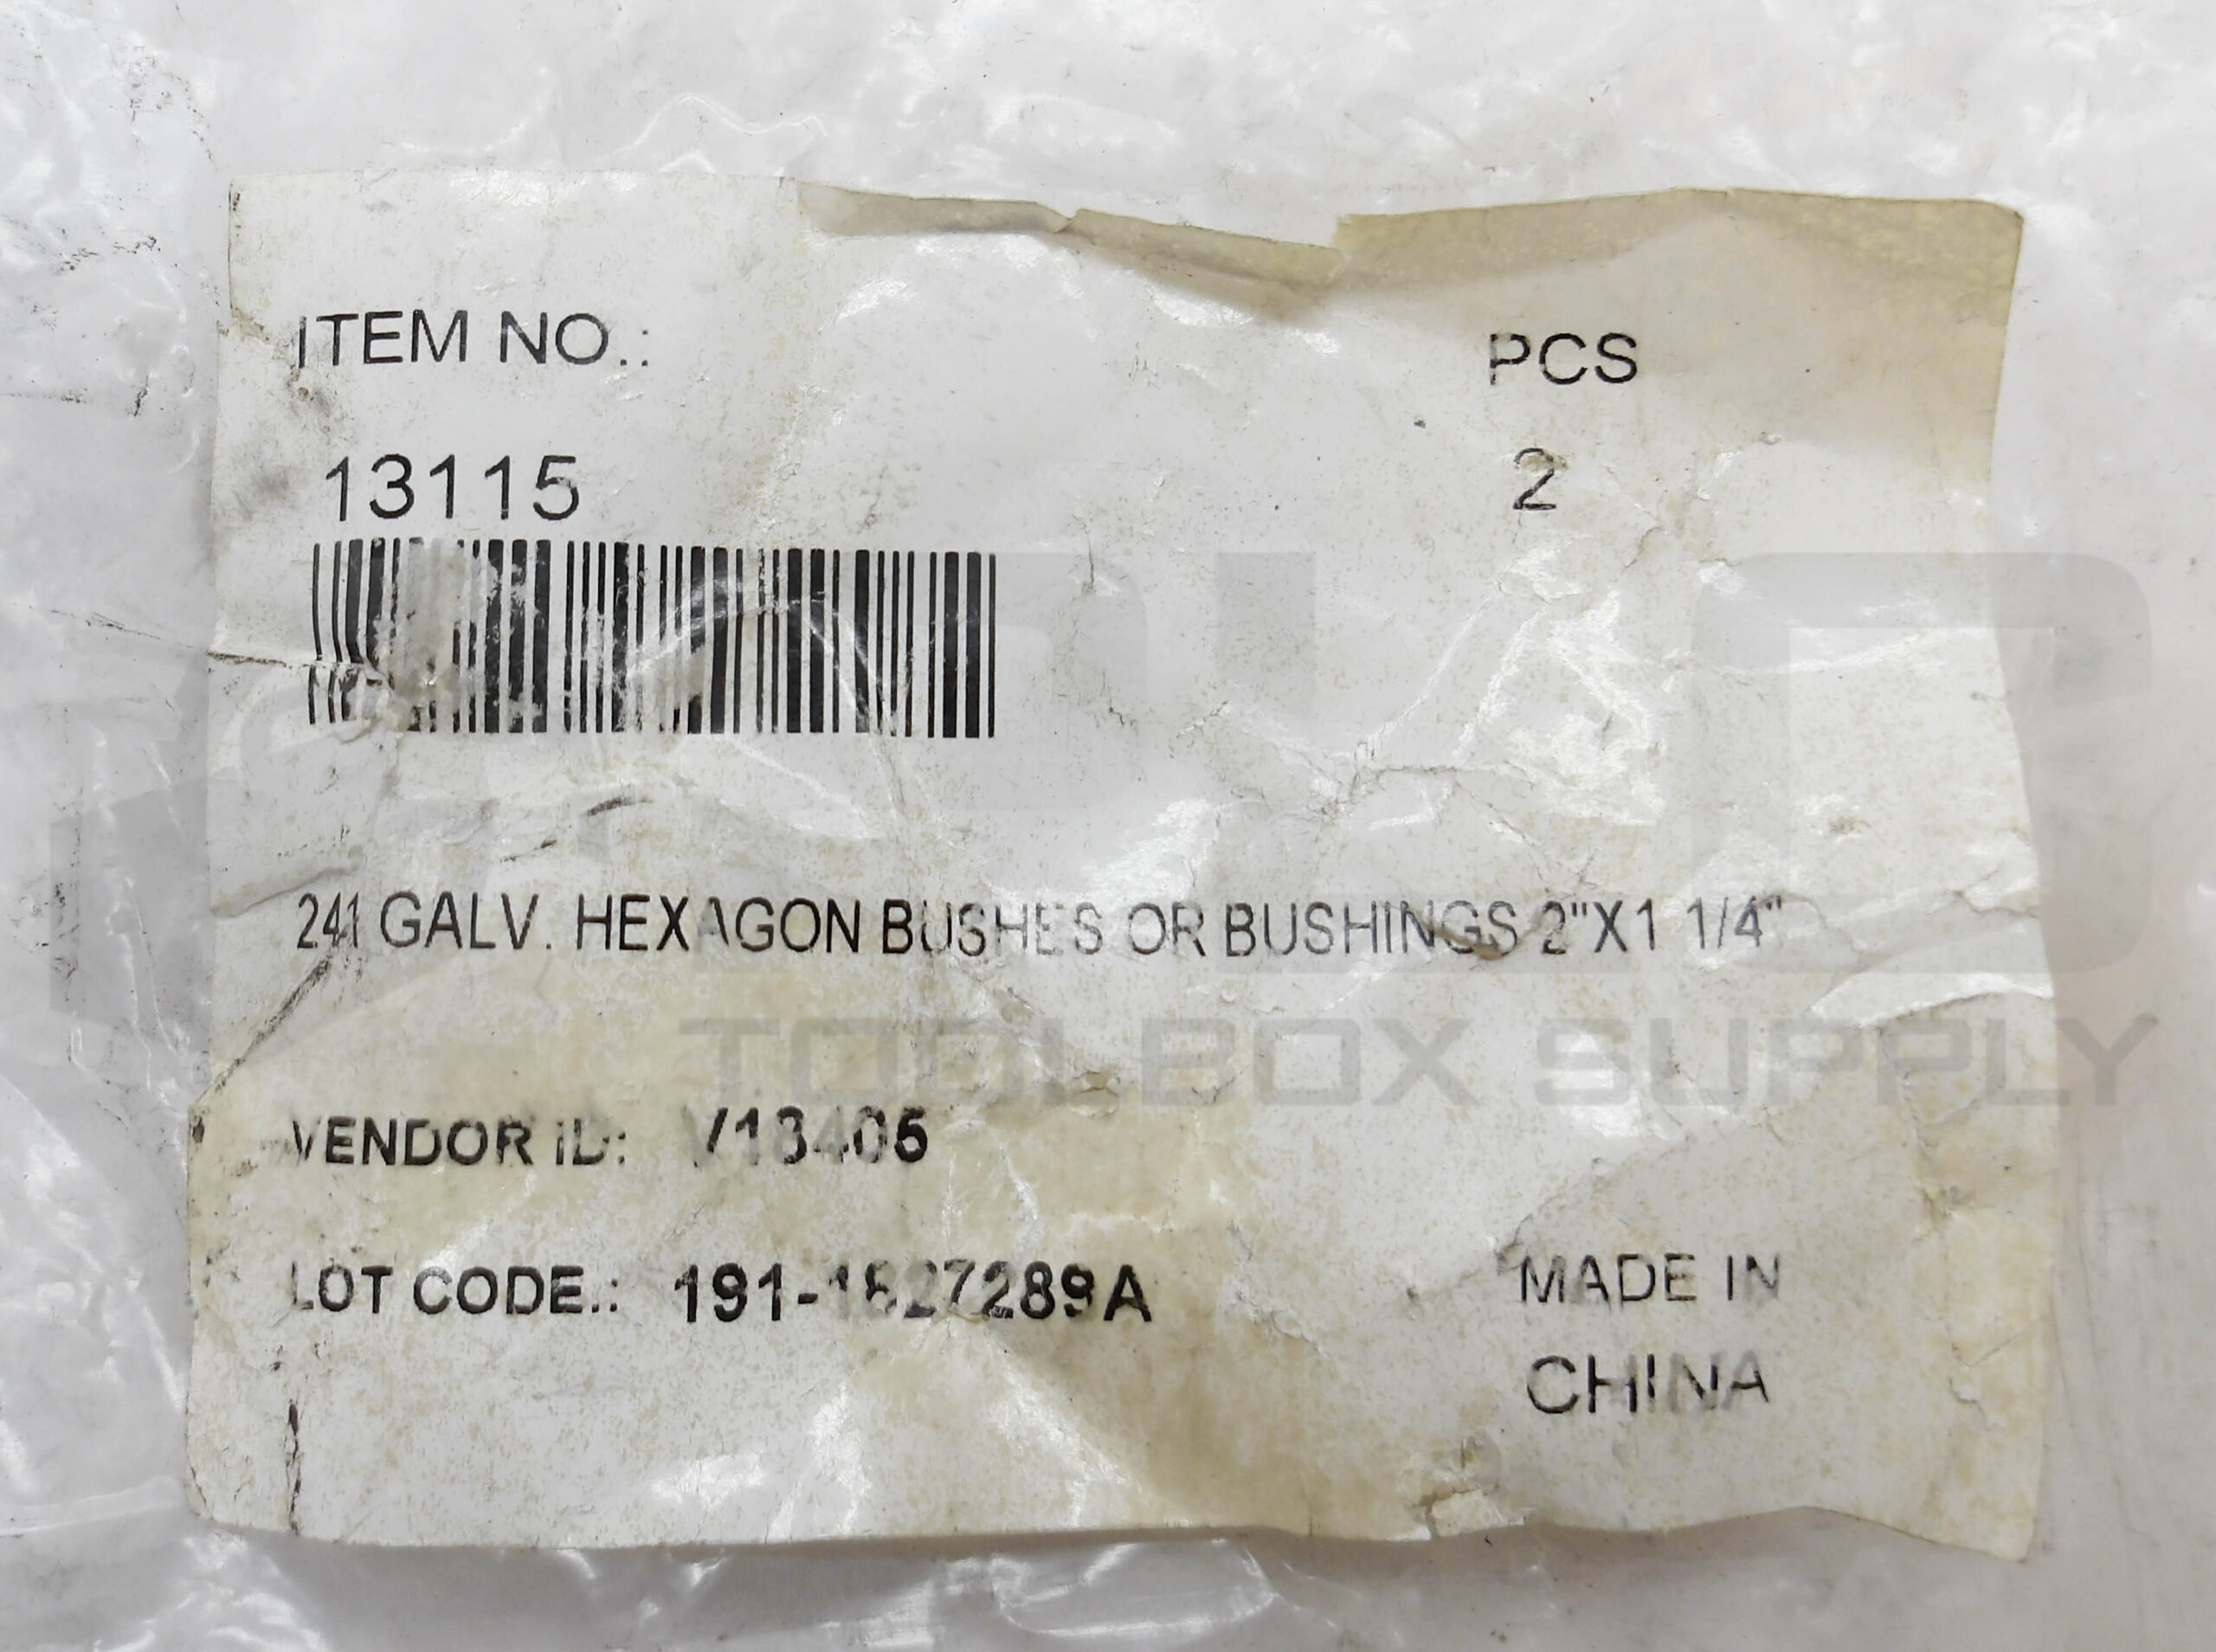 ITEM NO.: PCS
13115 2
241 GALV. HEXAGON BUSHES OR BUSHINGS 2"X1 1/4"
TOOLBOX SUPPLY
VENDOR ID: V13405
LOT CODE.: MADE IN
CHINA